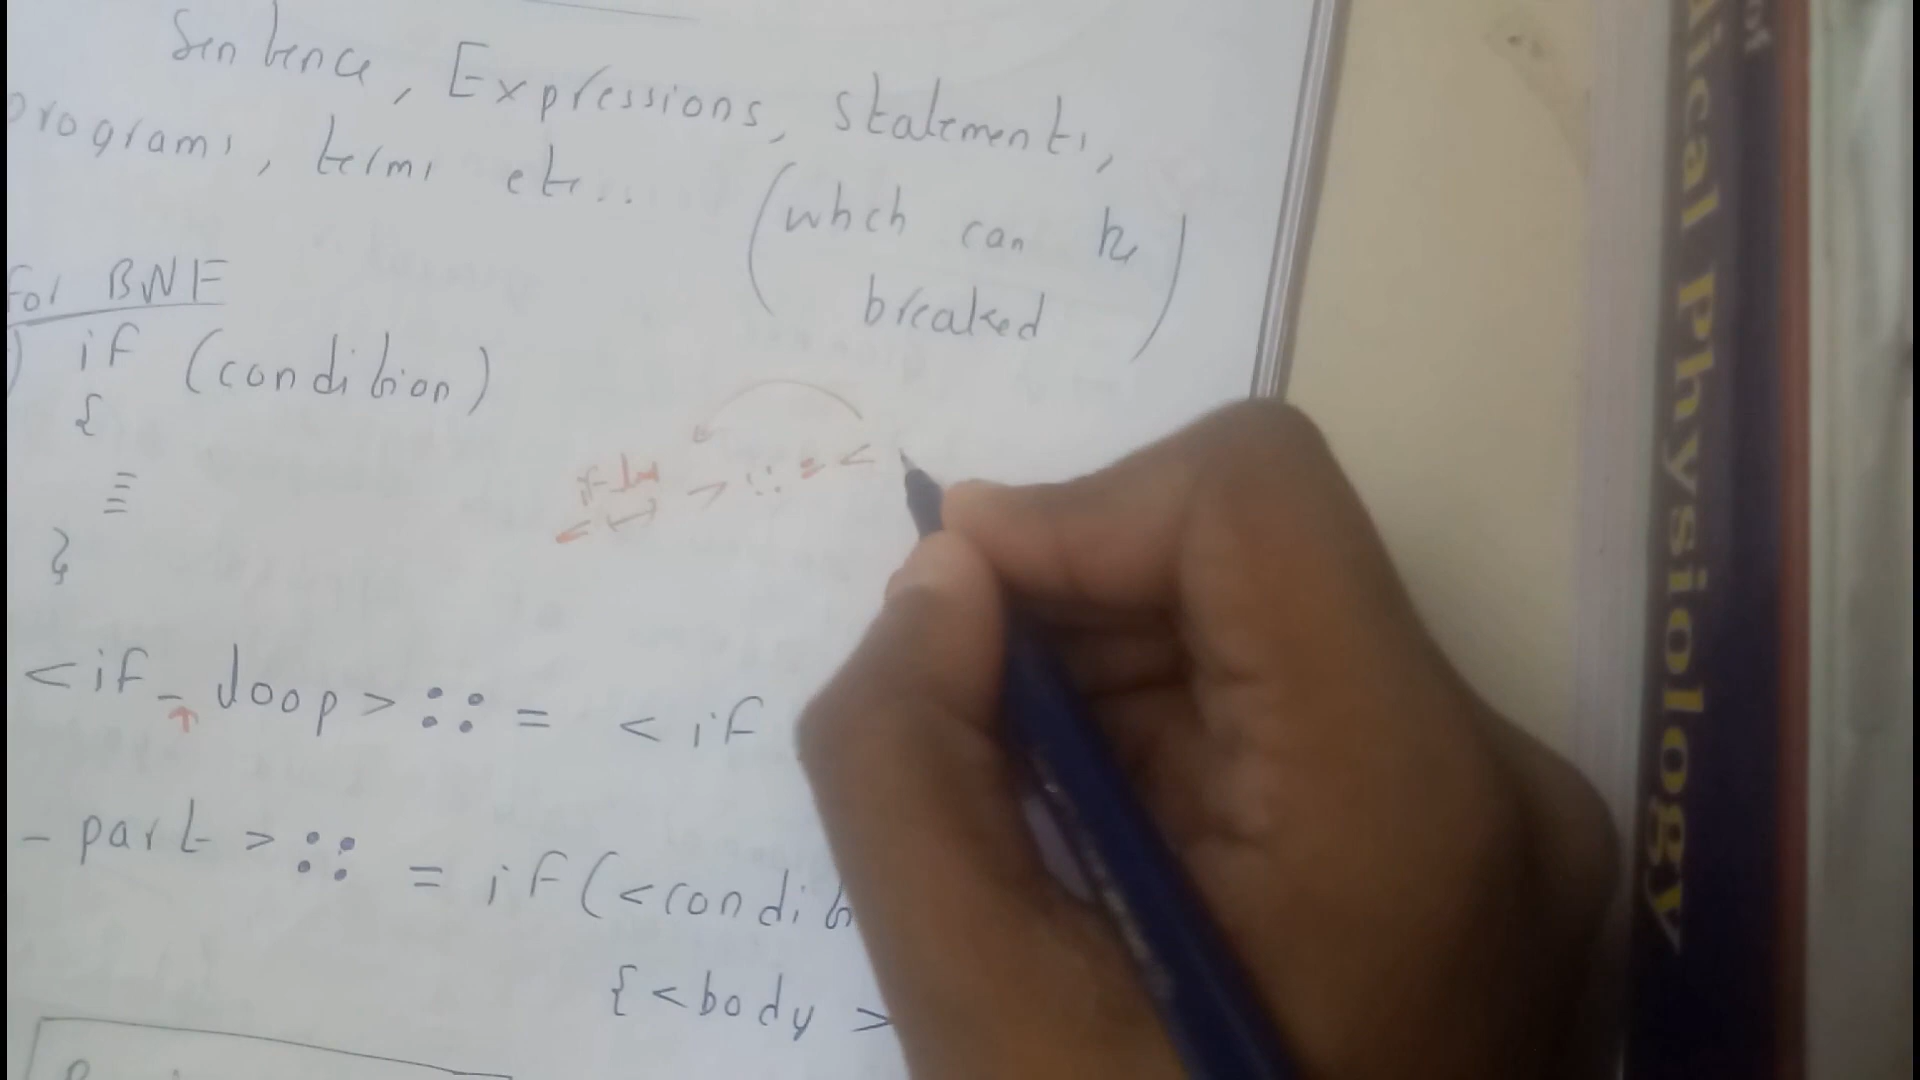 Sentence, Expressions, statements,
programs, terms etc...
(which can be
breaked)
For BNF
) if (condition)
{
≡
}
< > :: = <
<if_loop> :: = <if
-part> :: = if(<condi
{<body>
ical Physiology
of